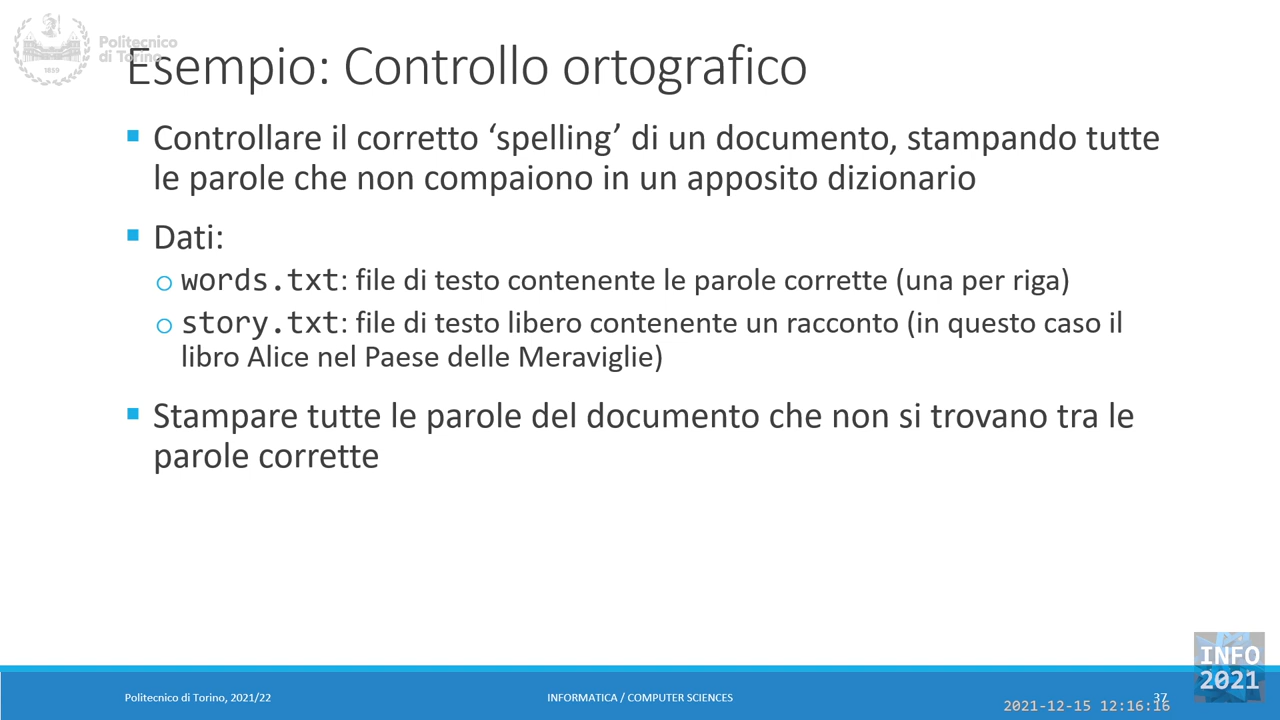 Politecnico
di Torino
1859
Esempio: Controllo ortografico
Controllare il corretto ‘spelling’ di un documento, stampando tutte
le parole che non compaiono in un apposito dizionario
Dati:
words.txt: file di testo contenente le parole corrette (una per riga)
story.txt: file di testo libero contenente un racconto (in questo caso il
libro Alice nel Paese delle Meraviglie)
Stampare tutte le parole del documento che non si trovano tra le
parole corrette
INFO
2021
Politecnico di Torino, 2021/22
INFORMATICA / COMPUTER SCIENCES
37
2021-12-15 12:16:16